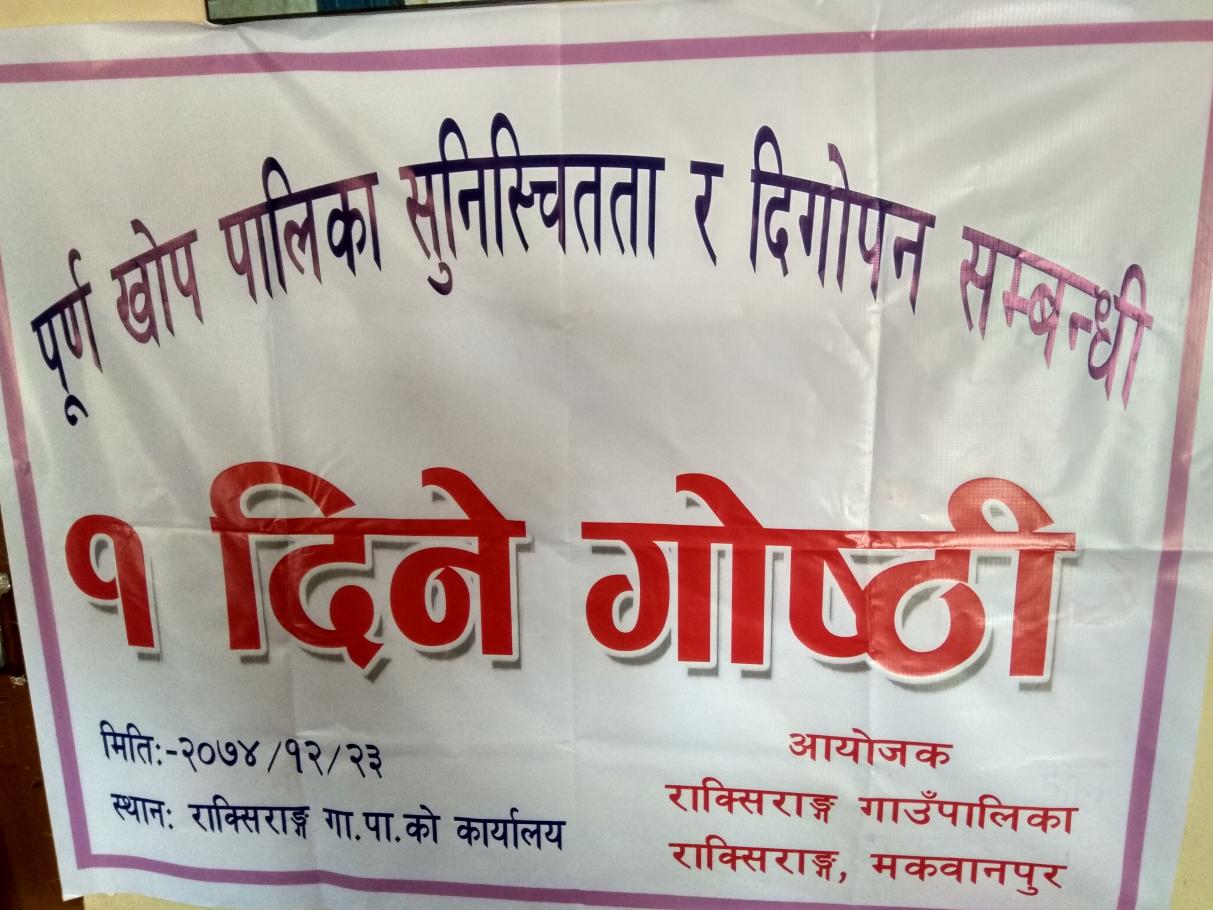 पूर्ण खोप पालिका सुनिस्चितता र दिगोपन सम्बन्धी
१ दिने गोष्ठी
मितिः-२०७४/१२/२३
स्थानः राक्सिराङ्ग गा.पा.को कार्यालय
आयोजक
राक्सिराङ्ग गाउँपालिका
राक्सिराङ्ग, मकवानपुर